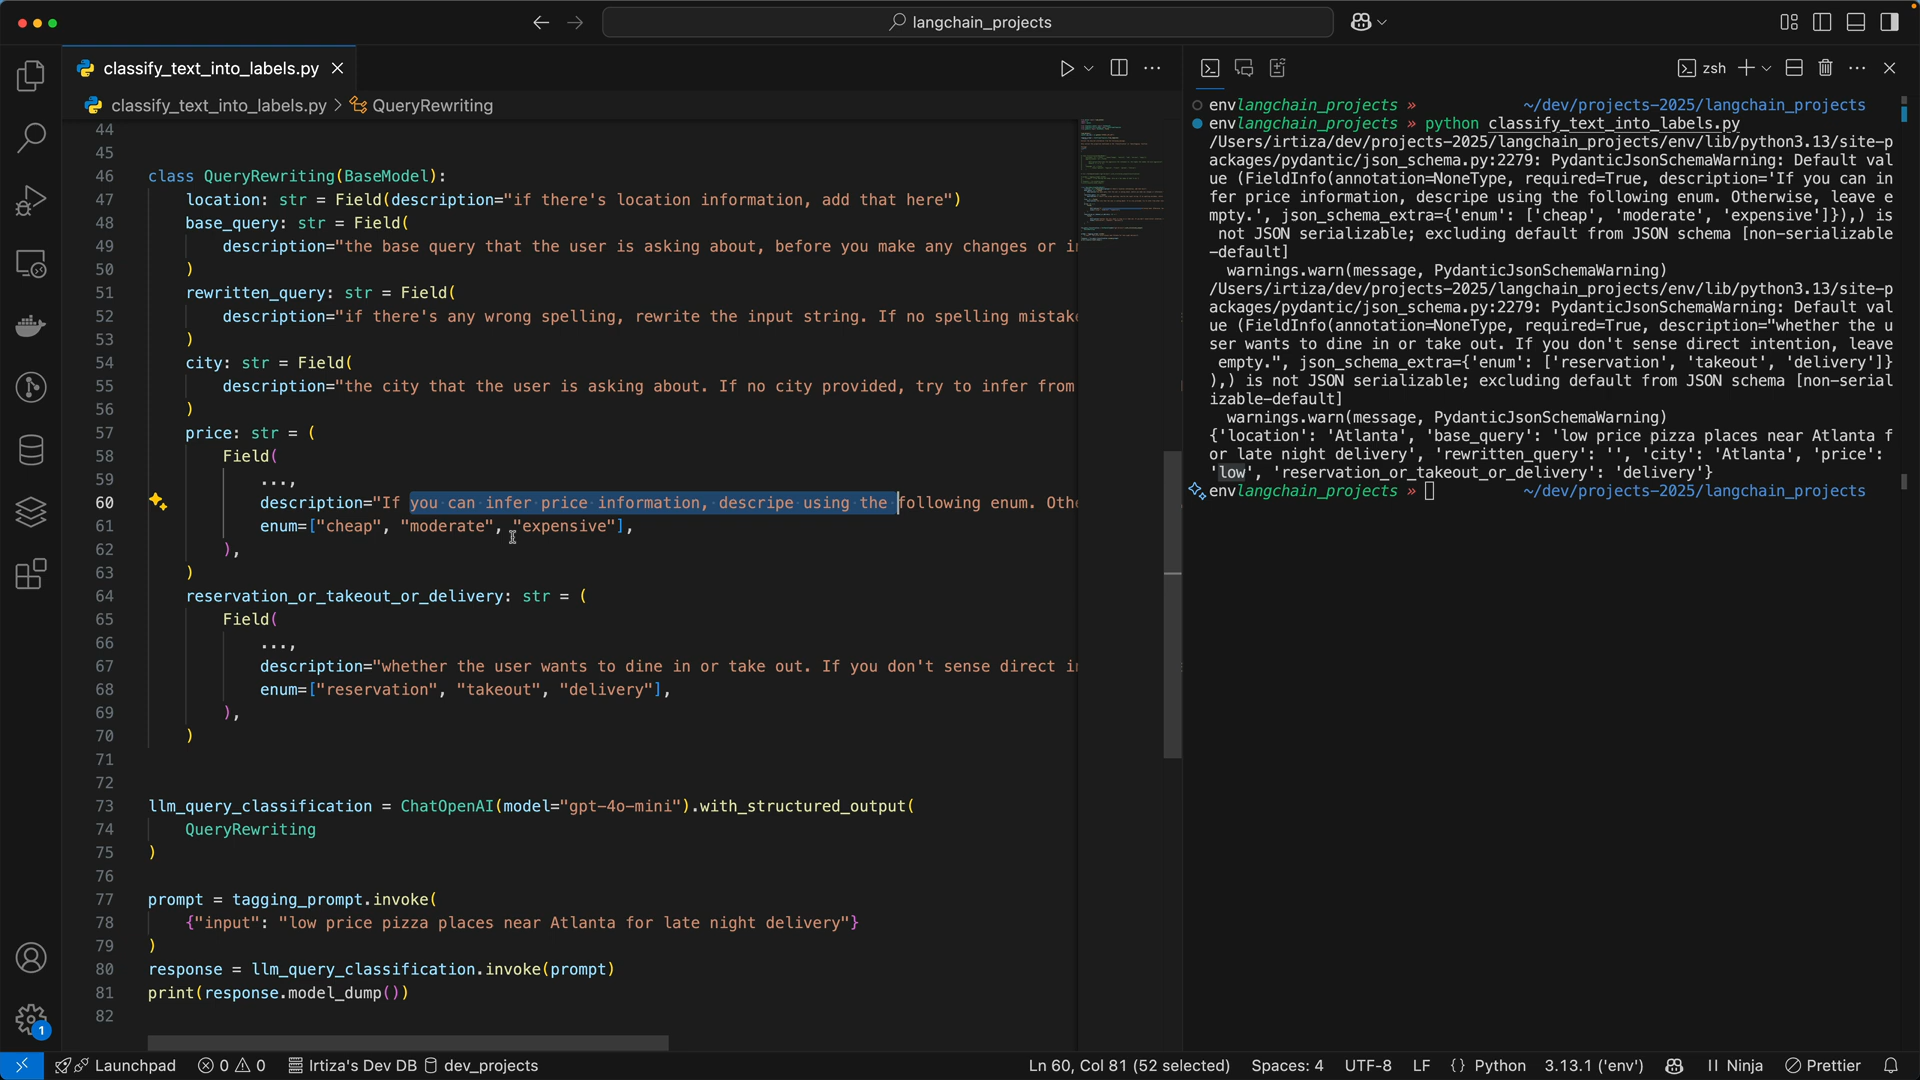 langchain_projects
classify_text_into_labels.py
classify_text_into_labels.py > QueryRewriting
44
45
46 class QueryRewriting(BaseModel):
47 location: str = Field(description="if there's location information, add that here")
48 base_query: str = Field(
49 description="the base query that the user is asking about, before you make any changes or i
50 )
51 rewritten_query: str = Field(
52 description="if there's any wrong spelling, rewrite the input string. If no spelling mistak
53 )
54 city: str = Field(
55 description="the city that the user is asking about. If no city provided, try to infer from
56 )
57 price: str = (
58 Field(
59 ...,
60 description="If you can infer price information, descripe using the following enum. Oth
61 enum=["cheap", "moderate", "expensive"],
62 ),
63 )
64 reservation_or_takeout_or_delivery: str = (
65 Field(
66 ...,
67 description="whether the user wants to dine in or take out. If you don't sense direct i
68 enum=["reservation", "takeout", "delivery"],
69 ),
70 )
71
72
73 llm_query_classification = ChatOpenAI(model="gpt-4o-mini").with_structured_output(
74 QueryRewriting
75 )
76
77 prompt = tagging_prompt.invoke(
78 {"input": "low price pizza places near Atlanta for late night delivery"}
79 )
80 response = llm_query_classification.invoke(prompt)
81 print(response.model_dump())
82
zsh
envlangchain_projects » ~/dev/projects-2025/langchain_projects
envlangchain_projects » python classify_text_into_labels.py
/Users/irtiza/dev/projects-2025/langchain_projects/env/lib/python3.13/site-p
ackages/pydantic/json_schema.py:2279: PydanticJsonSchemaWarning: Default val
ue (FieldInfo(annotation=NoneType, required=True, description='If you can in
fer price information, descripe using the following enum. Otherwise, leave e
mpty.', json_schema_extra={'enum': ['cheap', 'moderate', 'expensive']}),) is
not JSON serializable; excluding default from JSON schema [non-serializable
-default]
warnings.warn(message, PydanticJsonSchemaWarning)
/Users/irtiza/dev/projects-2025/langchain_projects/env/lib/python3.13/site-p
ackages/pydantic/json_schema.py:2279: PydanticJsonSchemaWarning: Default val
ue (FieldInfo(annotation=NoneType, required=True, description="whether the u
ser wants to dine in or take out. If you don't sense direct intention, leave
empty.", json_schema_extra={'enum': ['reservation', 'takeout', 'delivery']}
),) is not JSON serializable; excluding default from JSON schema [non-serial
izable-default]
warnings.warn(message, PydanticJsonSchemaWarning)
{'location': 'Atlanta', 'base_query': 'low price pizza places near Atlanta f
or late night delivery', 'rewritten_query': '', 'city': 'Atlanta', 'price':
'low', 'reservation_or_takeout_or_delivery': 'delivery'}
envlangchain_projects » ~/dev/projects-2025/langchain_projects
1
Launchpad 0 0 Irtiza's Dev DB dev_projects Ln 60, Col 81 (52 selected) Spaces: 4 UTF-8 LF {} Python 3.13.1 ('env') Ninja Prettier